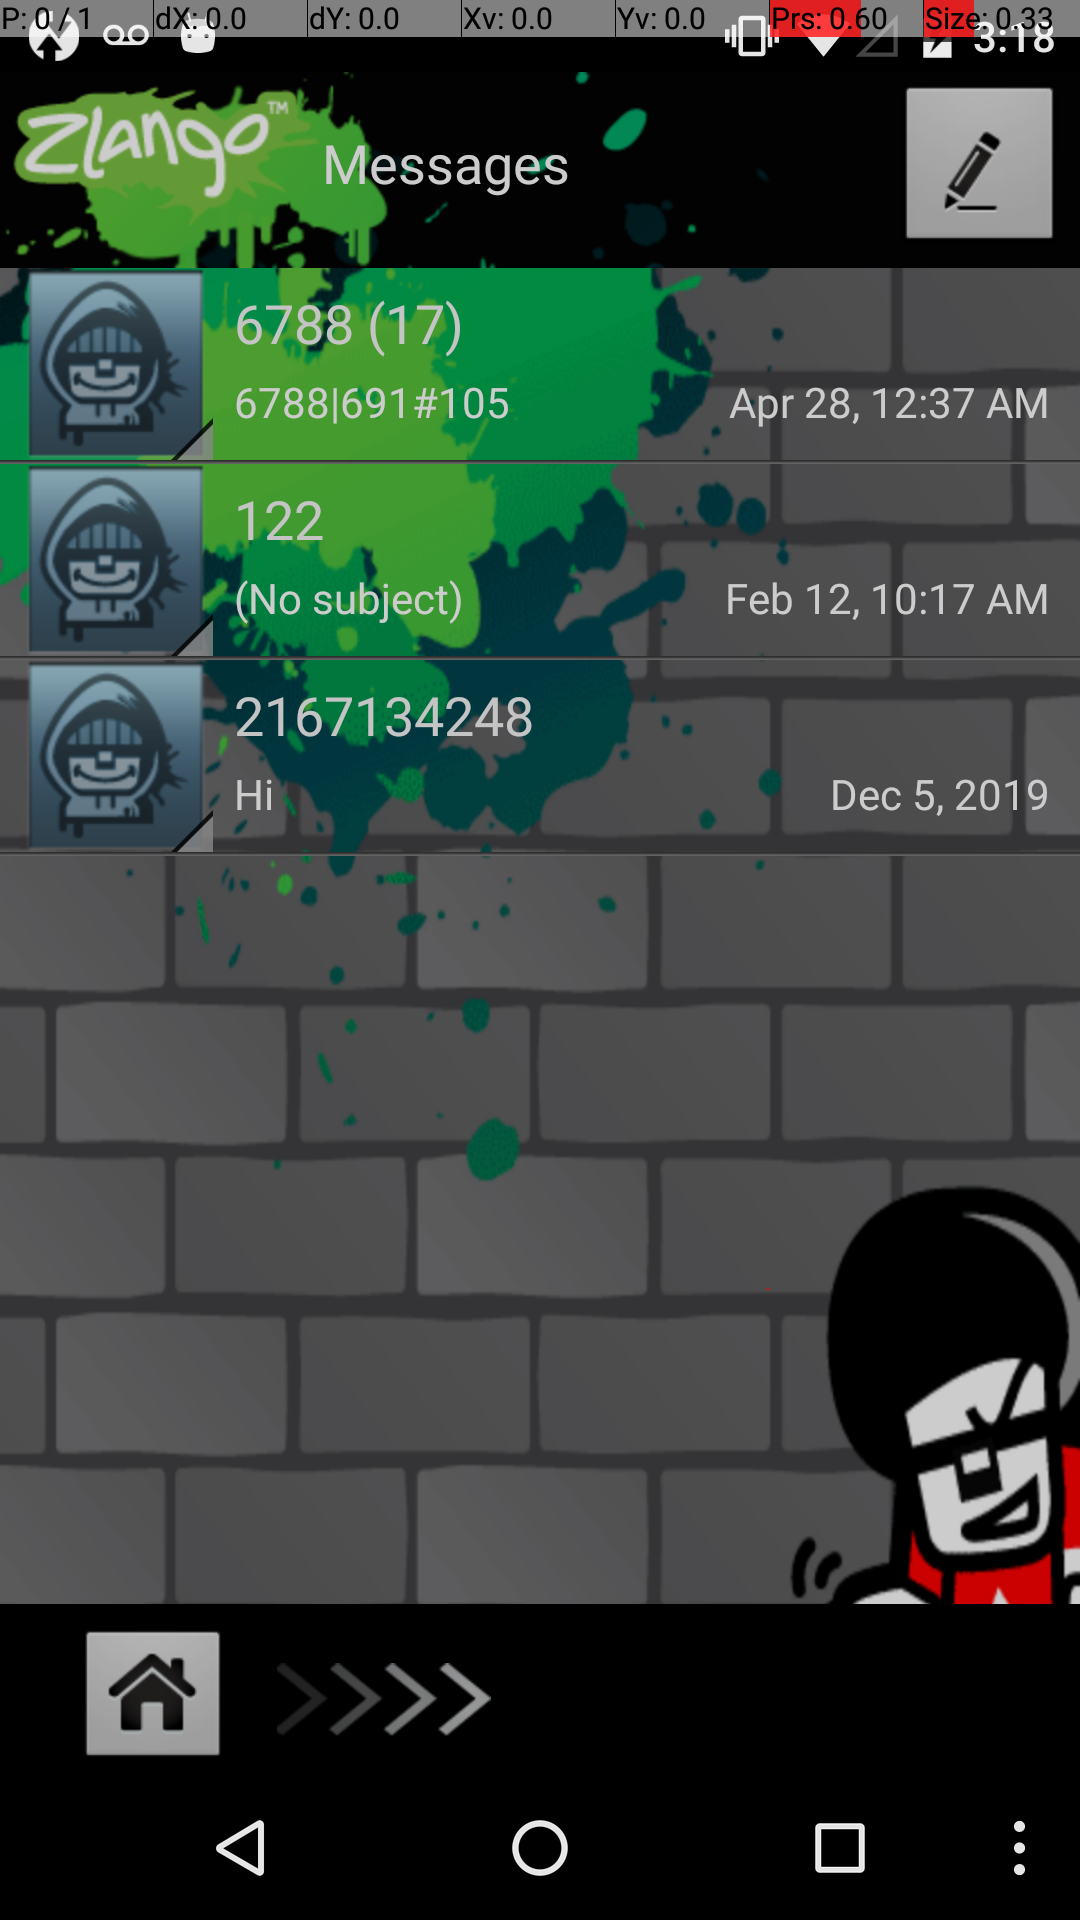 P: 0 / 1 dX: 0.0 dY: 0.0 Xv: 0.0 Yv: 0.0 Prs: 0.60 Size: 0.33
3:18
Zlango™ Messages
6788 (17)
6788|691#105 Apr 28, 12:37 AM
122
(No subject) Feb 12, 10:17 AM
2167134248
Hi Dec 5, 2019